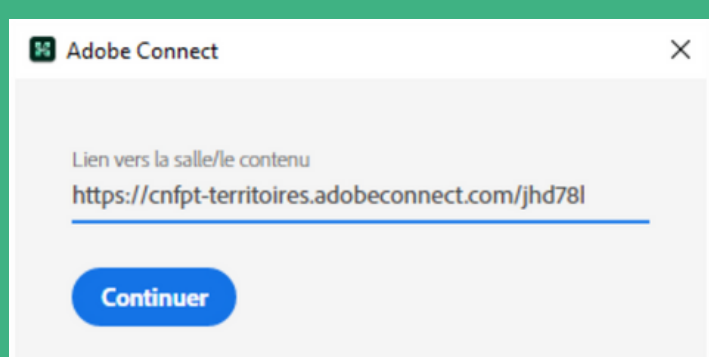 Adobe Connect
Lien vers la salle/le contenu
https://cnfpt-territoires.adobeconnect.com/jhd78l
Continuer